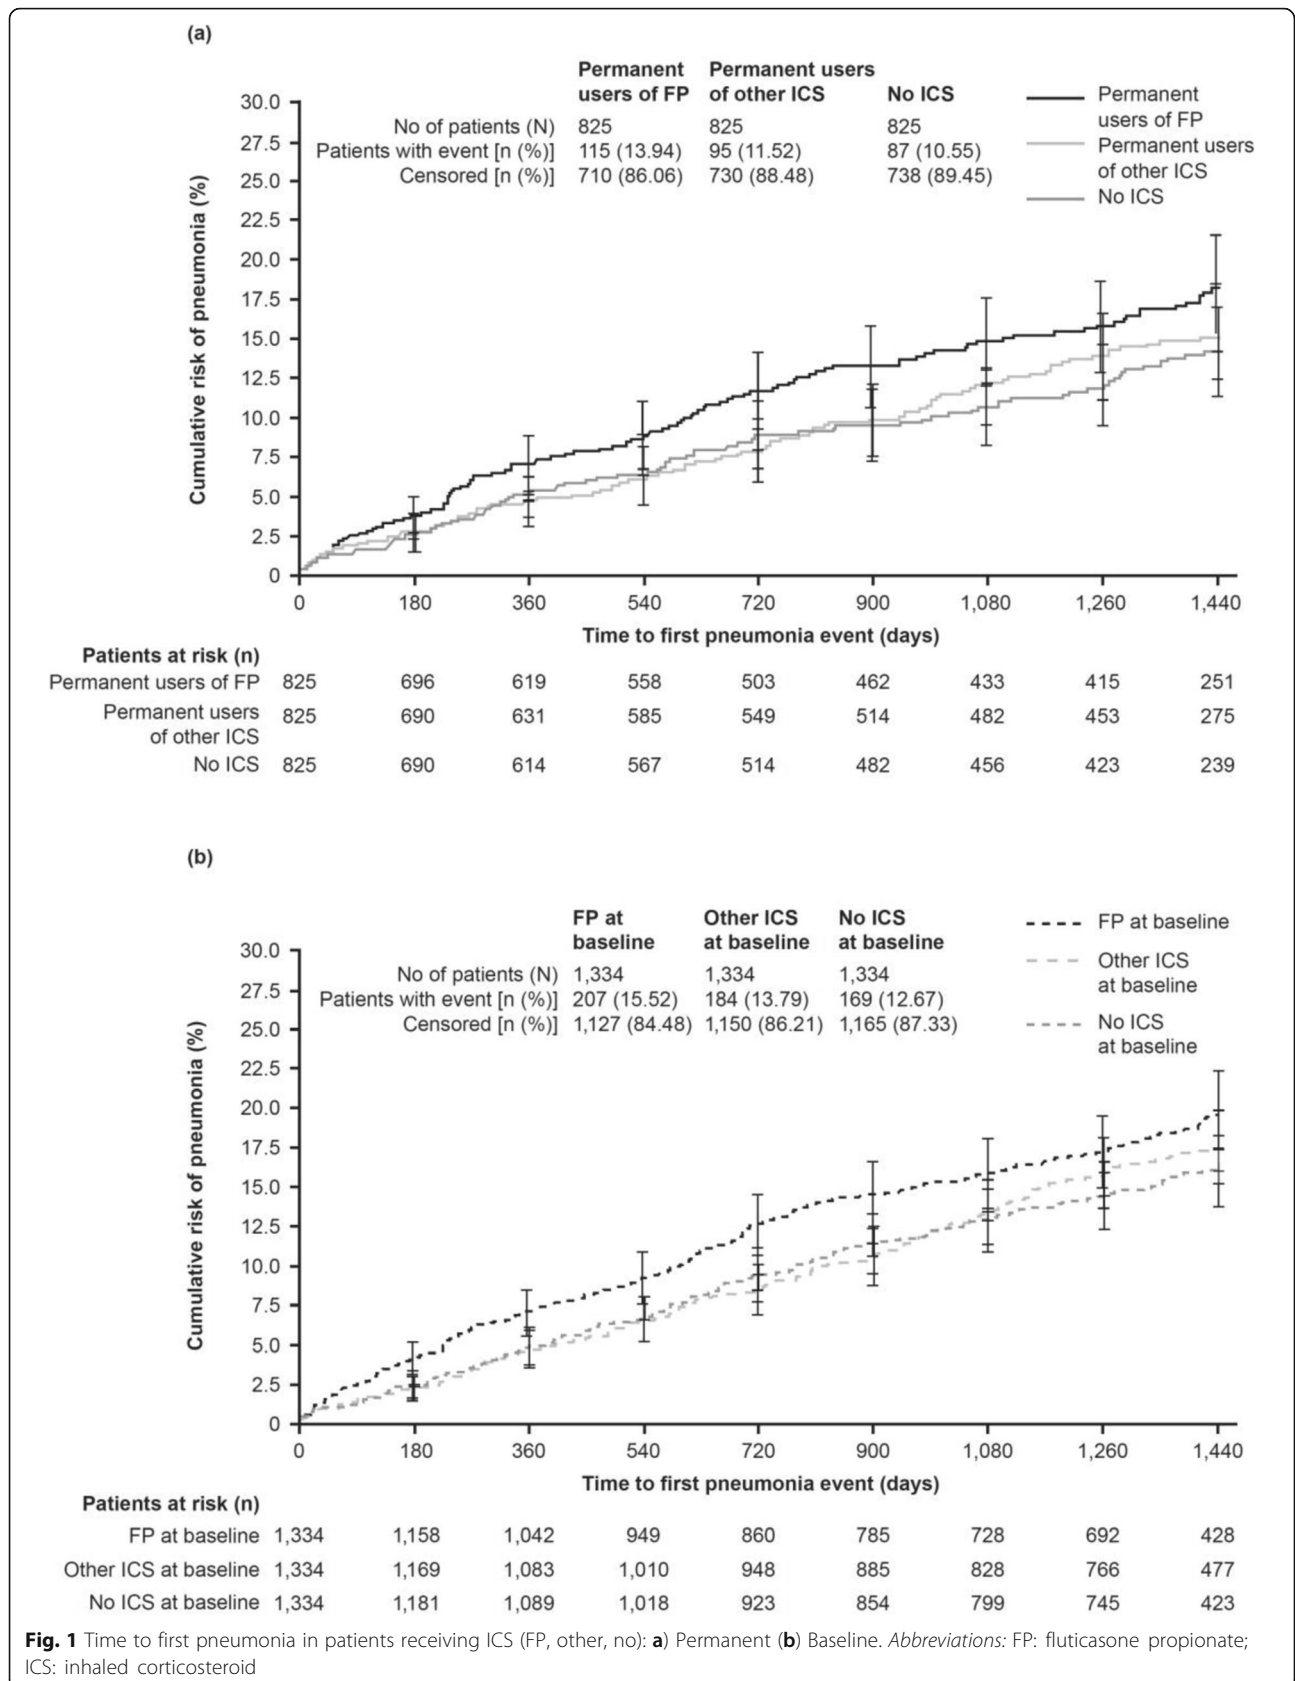 (a)
Permanent users of FP Permanent users of other ICS No ICS
No of patients (N) 825 825 825
Patients with event [n (%)] 115 (13.94) 95 (11.52) 87 (10.55)
Censored [n (%)] 710 (86.06) 730 (88.48) 738 (89.45)
Permanent
users of FP
Permanent users
of other ICS
No ICS
Cumulative risk of pneumonia (%)
30.0
27.5
25.0
22.5
20.0
17.5
15.0
12.5
10.0
7.5
5.0
2.5
0
0 180 360 540 720 900 1,080 1,260 1,440
Time to first pneumonia event (days)
Patients at risk (n)
Permanent users of FP 825 696 619 558 503 462 433 415 251
Permanent users 825 690 631 585 549 514 482 453 275
of other ICS
No ICS 825 690 614 567 514 482 456 423 239
(b)
FP at baseline Other ICS at baseline No ICS at baseline
No of patients (N) 1,334 1,334 1,334
Patients with event [n (%)] 207 (15.52) 184 (13.79) 169 (12.67)
Censored [n (%)] 1,127 (84.48) 1,150 (86.21) 1,165 (87.33)
FP at baseline
Other ICS
at baseline
No ICS
at baseline
Cumulative risk of pneumonia (%)
30.0
27.5
25.0
22.5
20.0
17.5
15.0
12.5
10.0
7.5
5.0
2.5
0
0 180 360 540 720 900 1,080 1,260 1,440
Time to first pneumonia event (days)
Patients at risk (n)
FP at baseline 1,334 1,158 1,042 949 860 785 728 692 428
Other ICS at baseline 1,334 1,169 1,083 1,010 948 885 828 766 477
No ICS at baseline 1,334 1,181 1,089 1,018 923 854 799 745 423
Fig. 1 Time to first pneumonia in patients receiving ICS (FP, other, no): a) Permanent (b) Baseline. Abbreviations: FP: fluticasone propionate;
ICS: inhaled corticosteroid